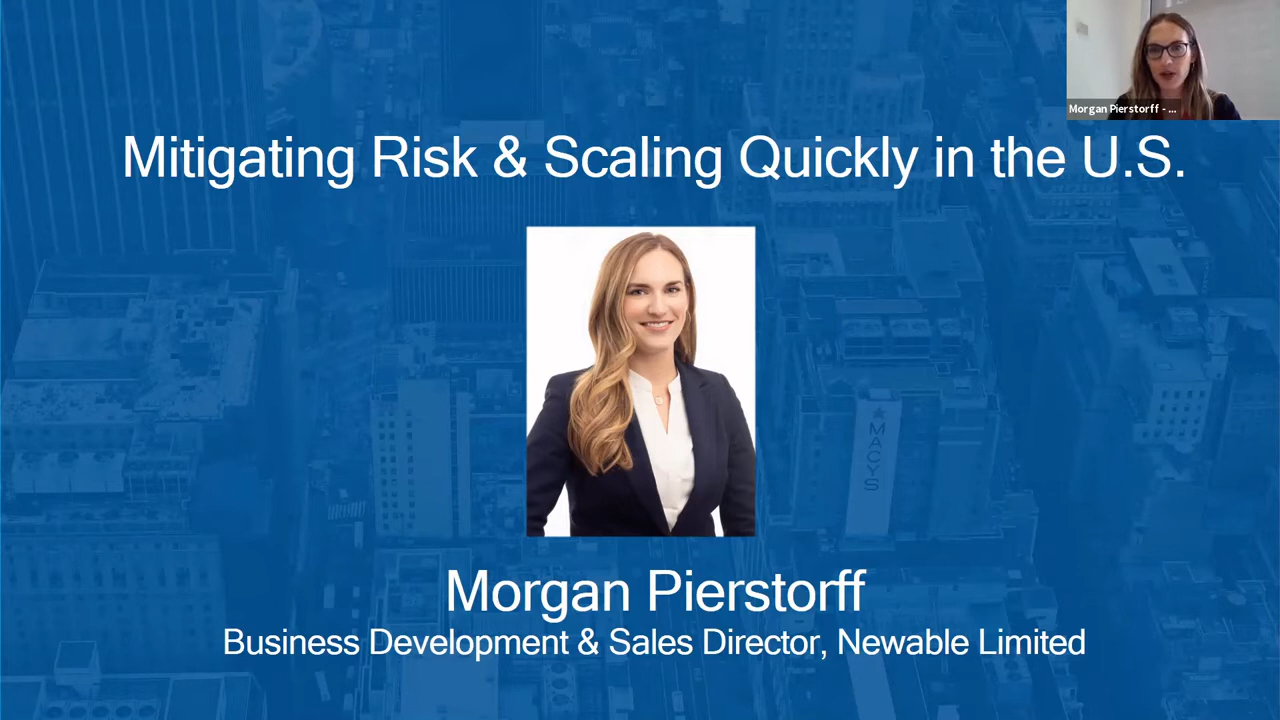 Morgan Pierstorff - ...
Mitigating Risk & Scaling Quickly in the U.S.
MACYS
Morgan Pierstorff
Business Development & Sales Director, Newable Limited